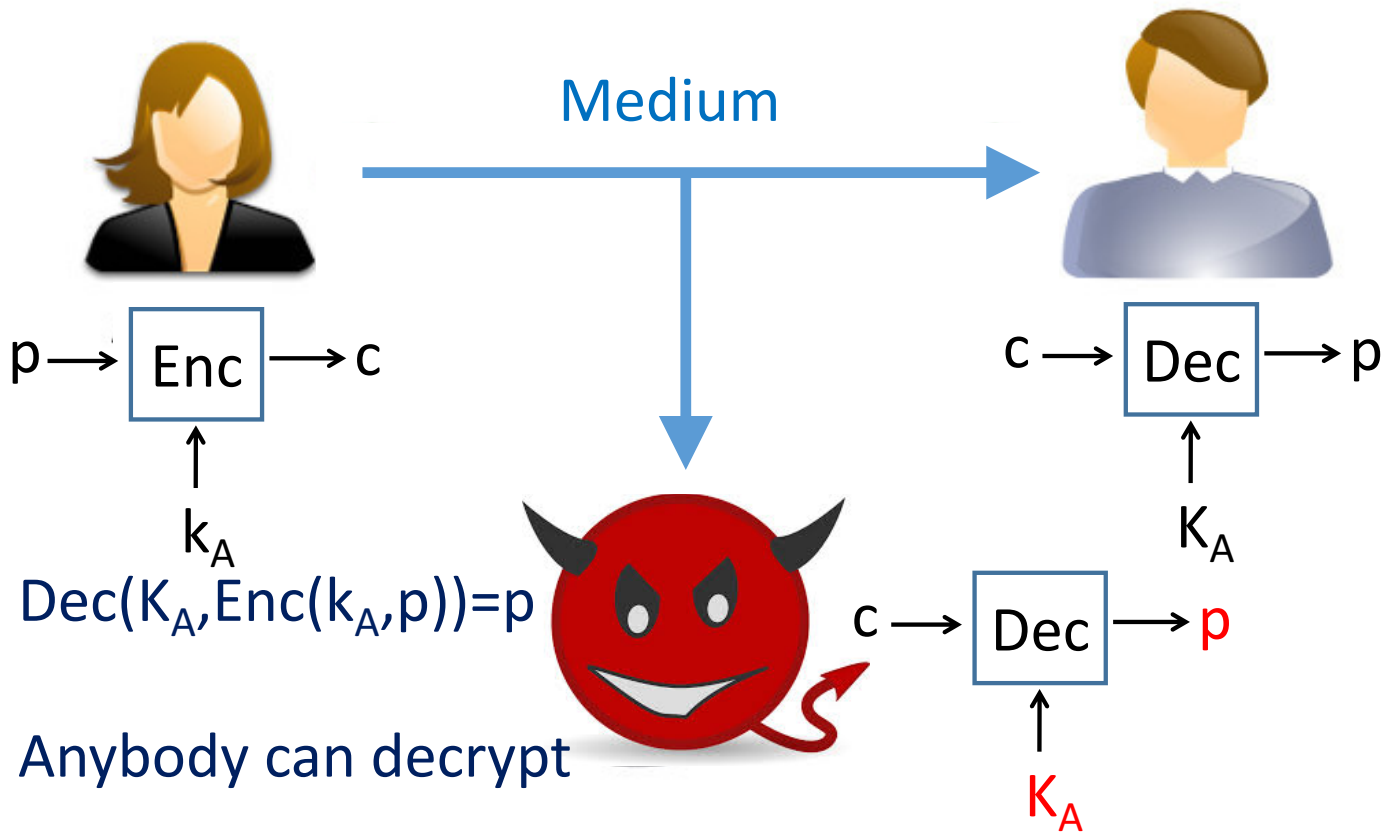 Medium
p → Enc → c
k_A
c → Dec → p
K_A
Dec(K_A,Enc(k_A,p))=p
c → Dec → p
K_A
Anybody can decrypt